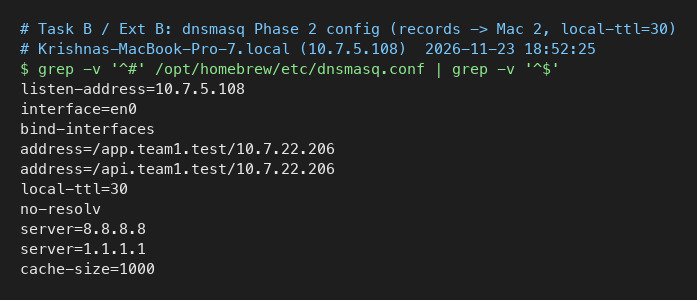 # Task B / Ext B: dnsmasq Phase 2 config (records -> Mac 2, local-ttl=30)
# Krishnas-MacBook-Pro-7.local (10.7.5.108)  2026-11-23 18:52:25
$ grep -v '^#' /opt/homebrew/etc/dnsmasq.conf | grep -v '^$'
listen-address=10.7.5.108
interface=en0
bind-interfaces
address=/app.team1.test/10.7.22.206
address=/api.team1.test/10.7.22.206
local-ttl=30
no-resolv
server=8.8.8.8
server=1.1.1.1
cache-size=1000